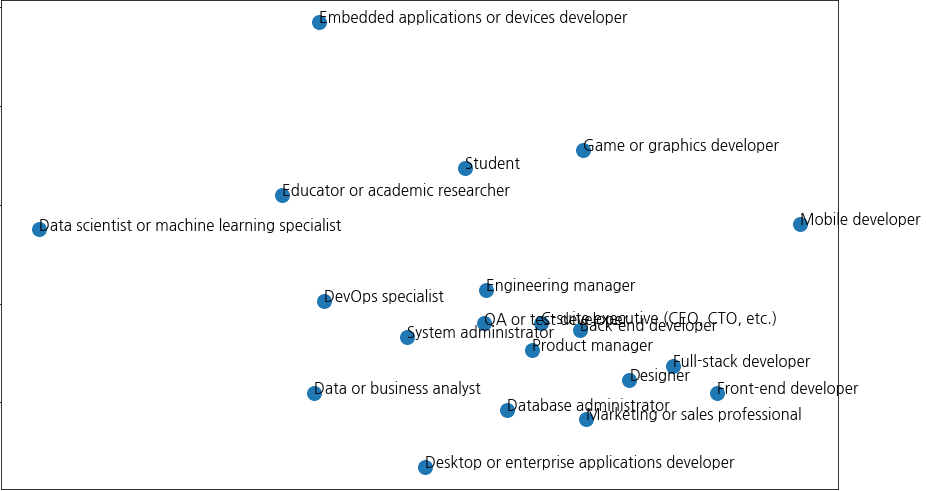 Embedded applications or devices developer
Game or graphics developer
Student
Educator or academic researcher
Mobile developer
Data scientist or machine learning specialist
Engineering manager
DevOps specialist
QA or test developer
C-suite executive (CEO, CTO, etc.)
Back-end developer
System administrator
Product manager
Full-stack developer
Designer
Data or business analyst
Front-end developer
Database administrator
Marketing or sales professional
Desktop or enterprise applications developer